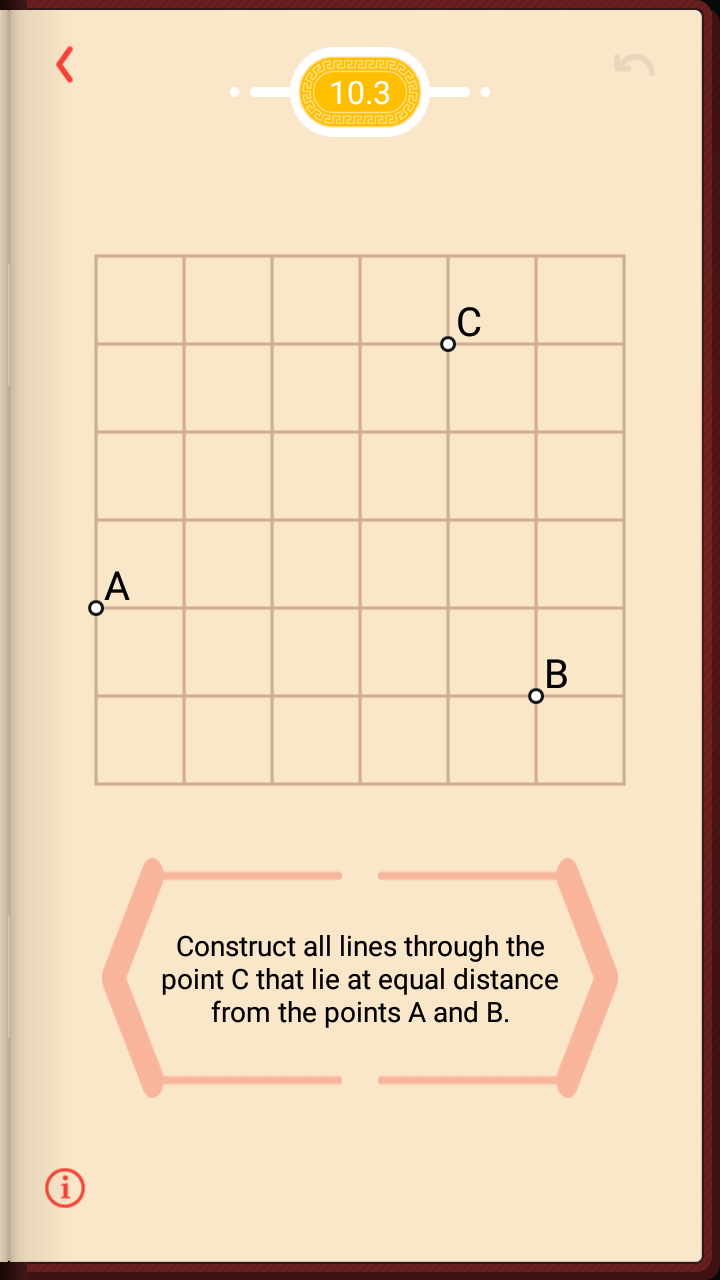 10.3
C
A
B
Construct all lines through the
point C that lie at equal distance
from the points A and B.
i